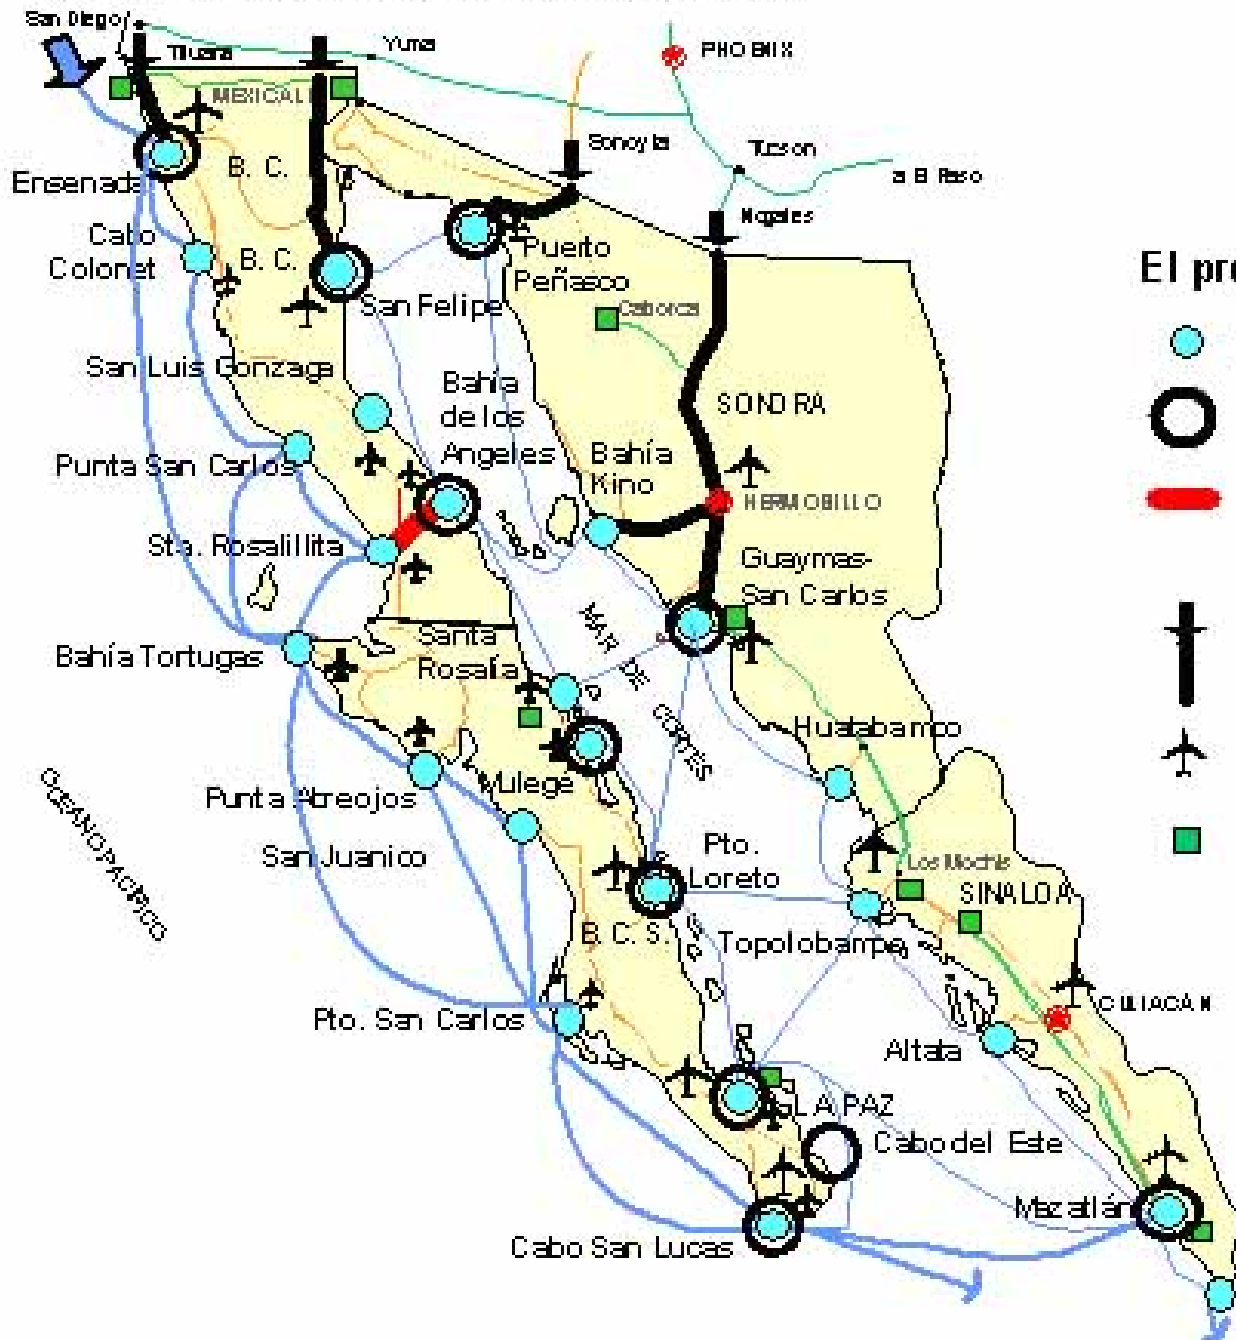 San Diego
Tijuana
Yuma
PHOENIX
MEXICALI
Sonoyta
Tucson
a El Paso
Nogales
Ensenada
B. C.
Cabo
Colonet
B. C.
San Felipe
Puerto
Peñasco
El pro
Caborca
San Luis Gonzaga
Bahía
de los
Angeles
SONORA
Bahía
Kino
Punta San Carlos
HERMOSILLO
Sta. Rosalillita
Guaymas-
San Carlos
MAR DE CORTES
Santa
Rosalía
Bahía Tortugas
Huatabampo
Mulege
Punta Abreojos
San Juanico
OCEANO PACIFICO
Pto.
Loreto
Los Mochis
SINALOA
B. C. S.
Topolobampo
CULIACÁN
Pto. San Carlos
Altata
LA PAZ
Cabo del Este
Mazatlán
Cabo San Lucas